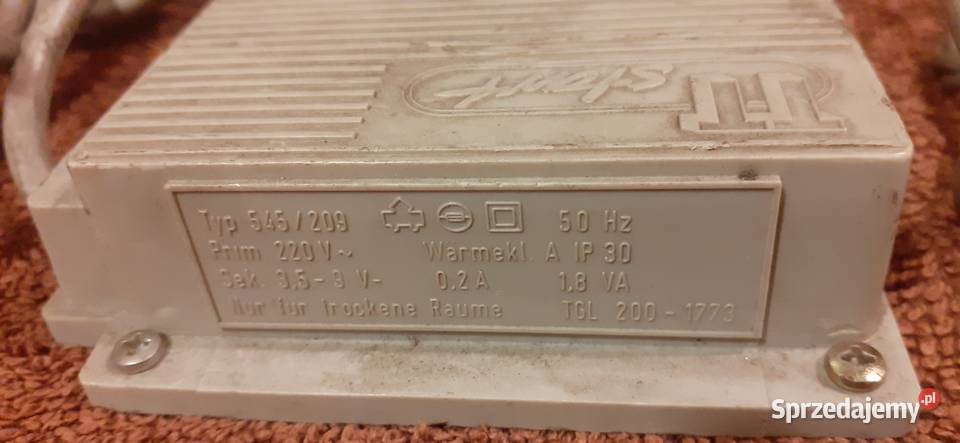 start
Typ 545/209 50 Hz
Prim 220V~ Wärmekl. A IP 30
Sek. 3,5-9 V- 0,2 A 1,8 VA
Nur für trockene Räume TGL 200-1773
Sprzedajemy.pl